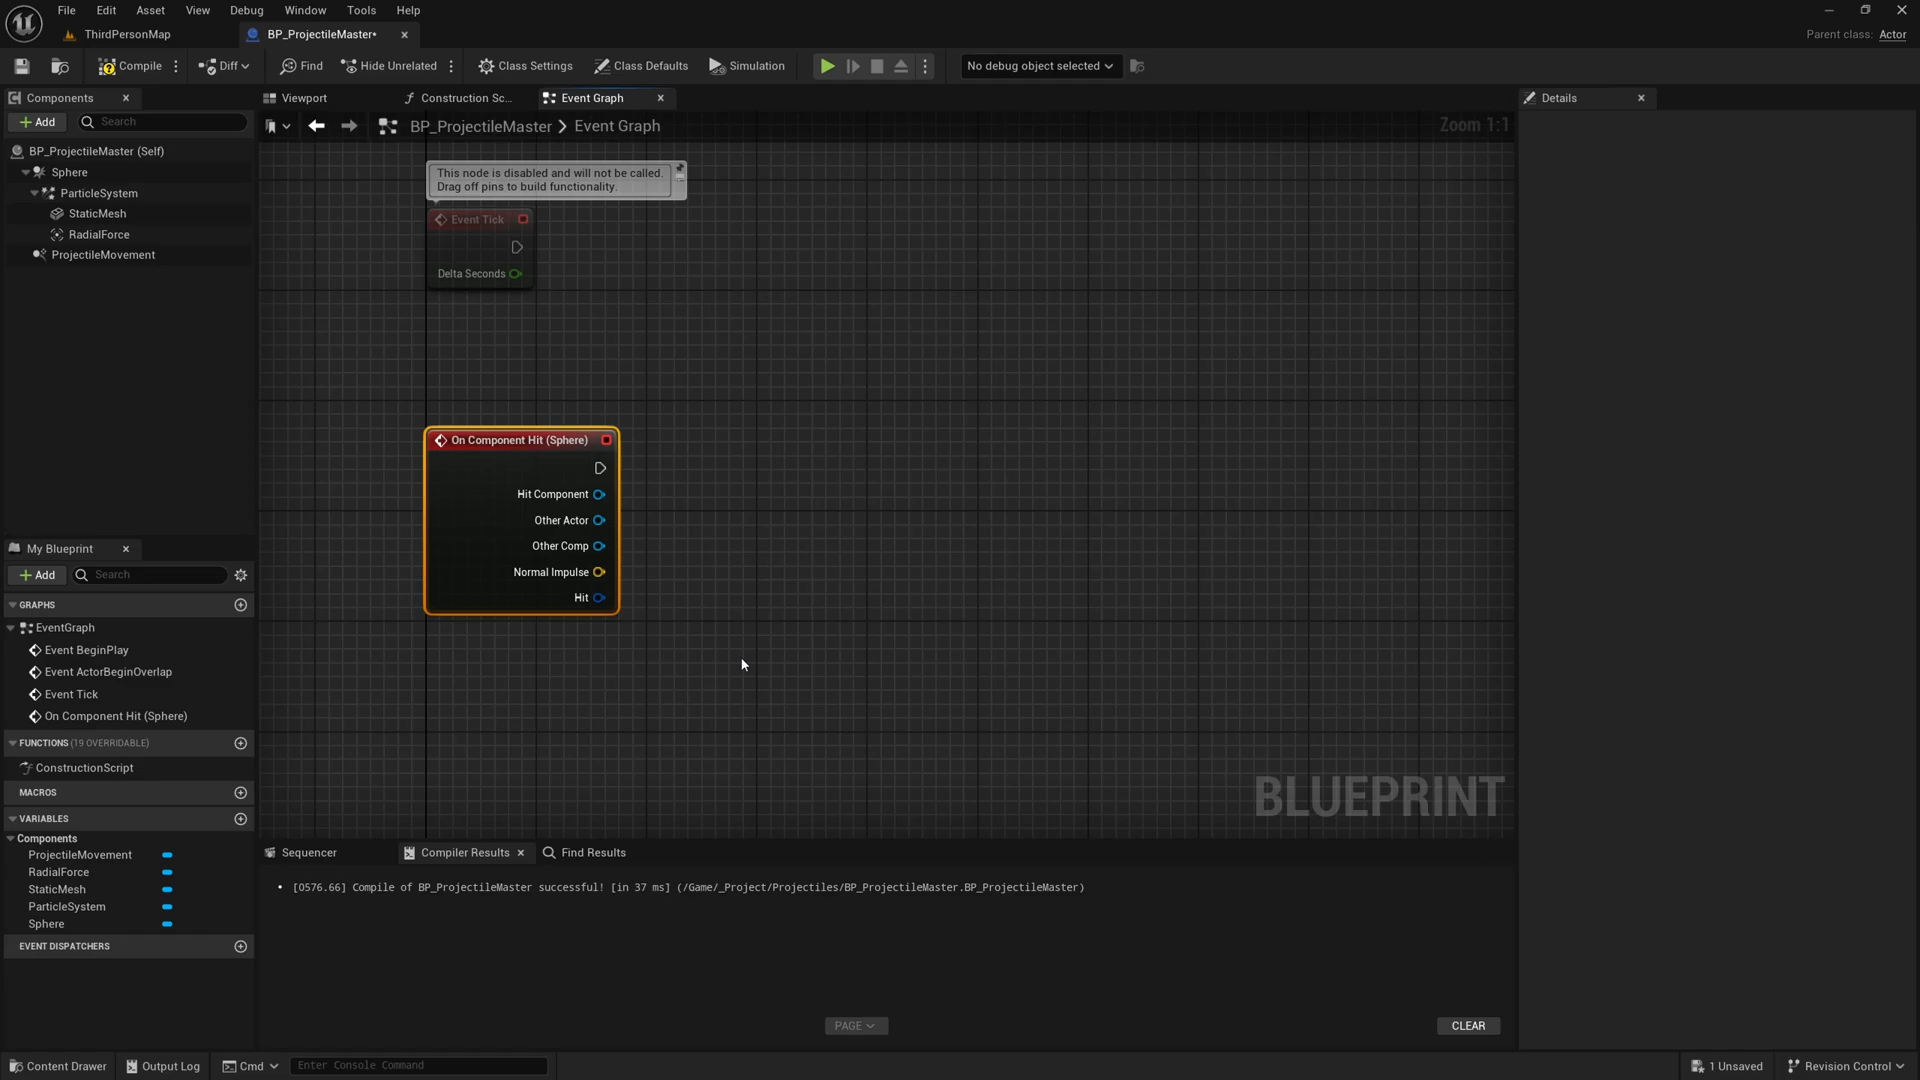 File Edit Asset View Debug Window Tools Help
ThirdPersonMap
BP_ProjectileMaster•
Parent class: Actor
Compile
Diff
Find
Hide Unrelated
Class Settings
Class Defaults
Simulation
No debug object selected
Components
Viewport
Construction Sc...
Event Graph
Details
+ Add
Search
BP_ProjectileMaster > Event Graph
Zoom 1:1
BP_ProjectileMaster (Self)
Sphere
ParticleSystem
StaticMesh
RadialForce
ProjectileMovement
This node is disabled and will not be called.
Drag off pins to build functionality.
Event Tick
Delta Seconds
On Component Hit (Sphere)
Hit Component
Other Actor
Other Comp
Normal Impulse
Hit
My Blueprint
+ Add
Search
GRAPHS
EventGraph
Event BeginPlay
Event ActorBeginOverlap
Event Tick
On Component Hit (Sphere)
FUNCTIONS (19 OVERRIDABLE)
ConstructionScript
MACROS
VARIABLES
Components
ProjectileMovement
RadialForce
StaticMesh
ParticleSystem
Sphere
EVENT DISPATCHERS
BLUEPRINT
Sequencer
Compiler Results
Find Results
• [0576.66] Compile of BP_ProjectileMaster successful! [in 37 ms] (/Game/_Project/Projectiles/BP_ProjectileMaster.BP_ProjectileMaster)
PAGE
CLEAR
Content Drawer
Output Log
Cmd
Enter Console Command
1 Unsaved
Revision Control